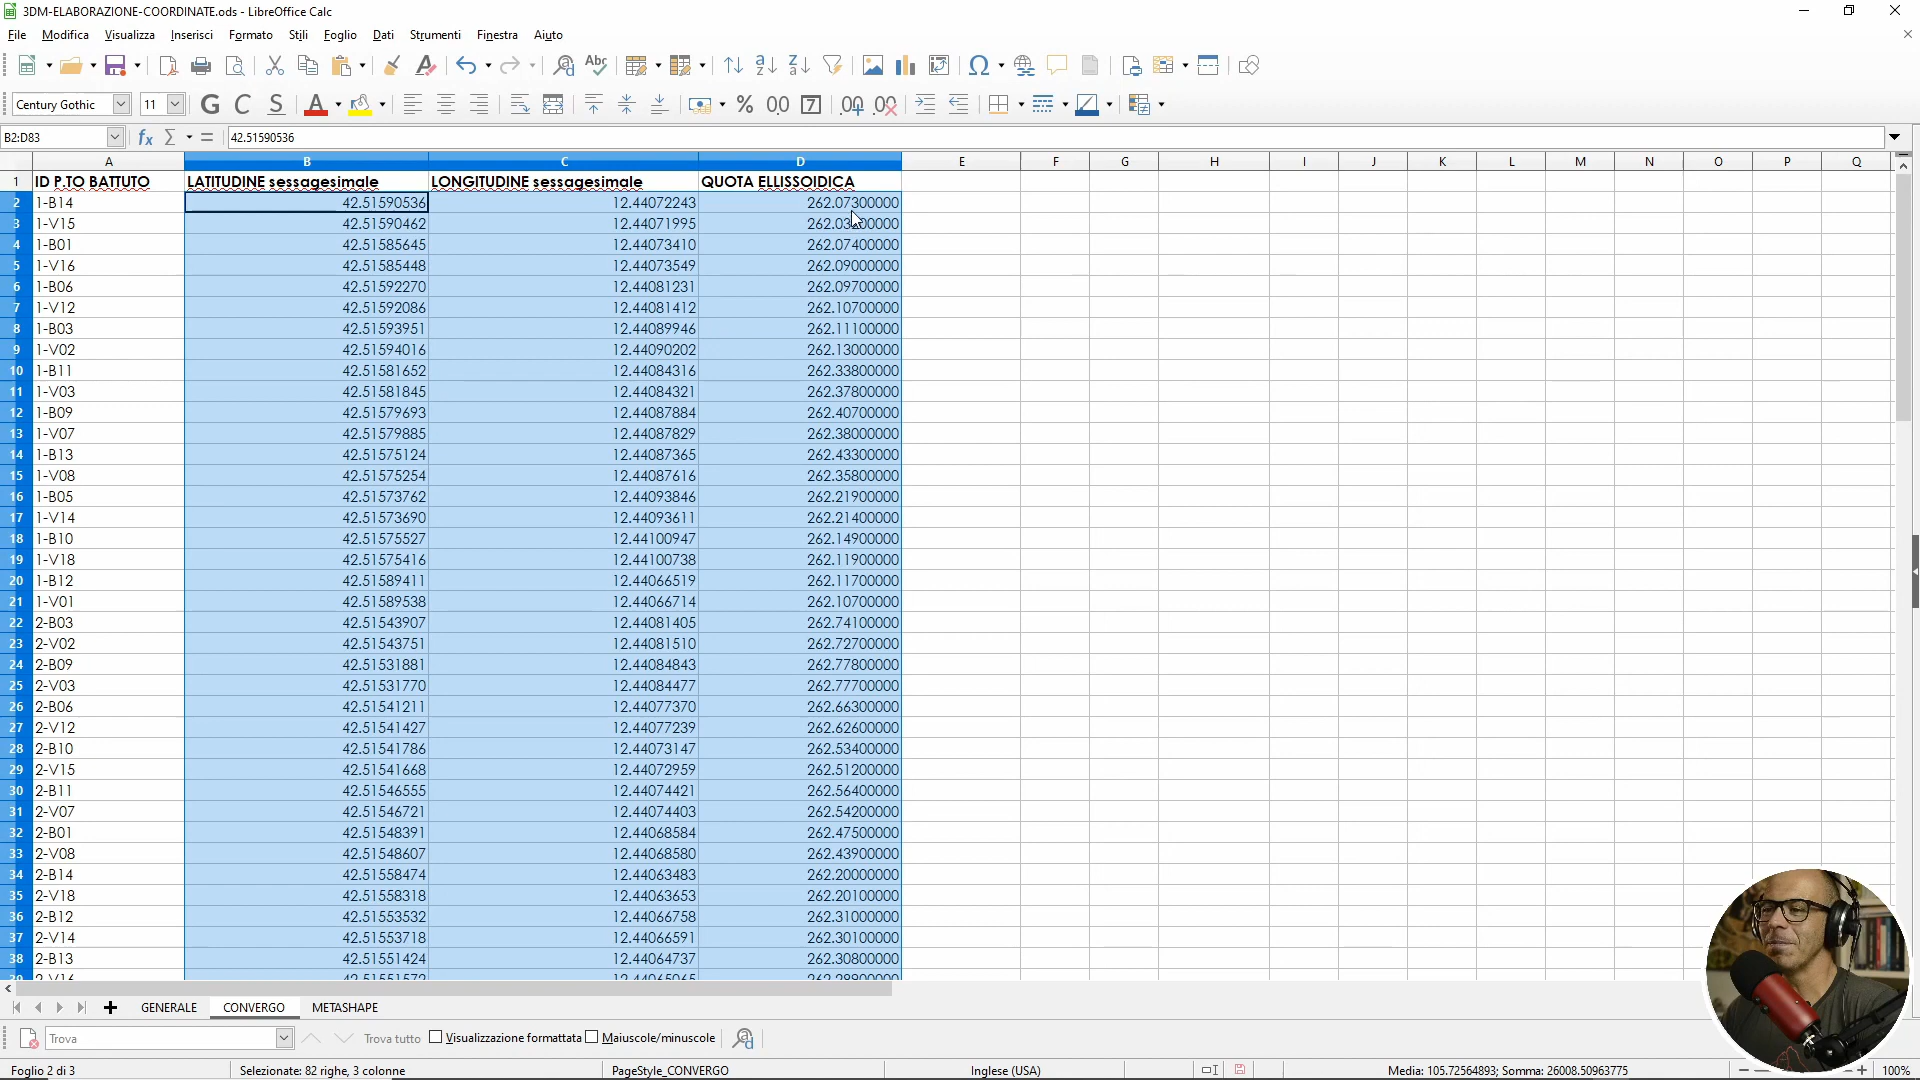 3DM-ELABORAZIONE-COORDINATE.ods - LibreOffice Calc
File Modifica Visualizza Inserisci Formato Stili Foglio Dati Strumenti Finestra Aiuto
Century Gothic 11 G C S
B2:D83 fx Σ = 42.51590536
A B C D E F G H I J K L M N O P Q
1 ID P.TO BATTUTO LATITUDINE sessagesimale LONGITUDINE sessagesimale QUOTA ELLISSOIDICA
2 1-B14 42.51590536 12.44072243 262.07300000
3 1-V15 42.51590462 12.44071995
4 1-B01 42.51585645 12.44073410 262.07400000
5 1-V16 42.51585448 12.44073549 262.09000000
6 1-B06 42.51592270 12.44081231 262.09700000
7 1-V12 42.51592086 12.44081412 262.10700000
8 1-B03 42.51593951 12.44089946 262.11100000
9 1-V02 42.51594016 12.44090202 262.13000000
10 1-B11 42.51581652 12.44084316 262.33800000
11 1-V03 42.51581845 12.44084321 262.37800000
12 1-B09 42.51579693 12.44087884 262.40700000
13 1-V07 42.51579885 12.44087829 262.38000000
14 1-B13 42.51575124 12.44087365 262.43300000
15 1-V08 42.51575254 12.44087616 262.35800000
16 1-B05 42.51573762 12.44093846 262.21900000
17 1-V14 42.51573690 12.44093611 262.21400000
18 1-B10 42.51575527 12.44100947 262.14900000
19 1-V18 42.51575416 12.44100738 262.11900000
20 1-B12 42.51589411 12.44066519 262.11700000
21 1-V01 42.51589538 12.44066714 262.10700000
22 2-B03 42.51543907 12.44081405 262.74100000
23 2-V02 42.51543751 12.44081510 262.72700000
24 2-B09 42.51531881 12.44084843 262.77800000
25 2-V03 42.51531770 12.44084477 262.77700000
26 2-B06 42.51541211 12.44077370 262.66300000
27 2-V12 42.51541427 12.44077239 262.62600000
28 2-B10 42.51541786 12.44073147 262.53400000
29 2-V15 42.51541668 12.44072959 262.51200000
30 2-B11 42.51546555 12.44074421 262.56400000
31 2-V07 42.51546721 12.44074403 262.54200000
32 2-B01 42.51548391 12.44068584 262.47500000
33 2-V08 42.51548607 12.44068580 262.43900000
34 2-B14 42.51558474 12.44063483 262.20000000
35 2-V18 42.51558318 12.44063653 262.20100000
36 2-B12 42.51553532 12.44066758 262.31000000
37 2-V14 42.51553718 12.44066591 262.30100000
38 2-B13 42.51551424 12.44064737 262.30800000
GENERALE CONVERGO METASHAPE
Trova Trova tutto Visualizzazione formattata Maiuscole/minuscole
Foglio 2 di 3 Selezionate: 82 righe, 3 colonne PageStyle_CONVERGO Inglese (USA) Media: 105.72564893; Somma: 26008.50963775 100%